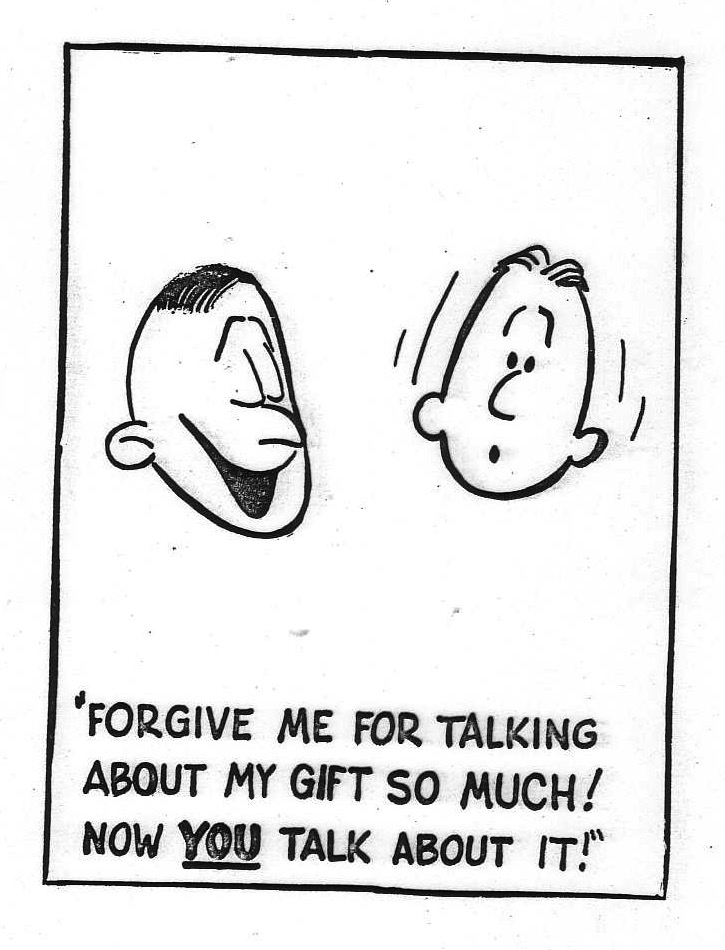 "FORGIVE ME FOR TALKING
ABOUT MY GIFT SO MUCH!
NOW YOU TALK ABOUT IT!"